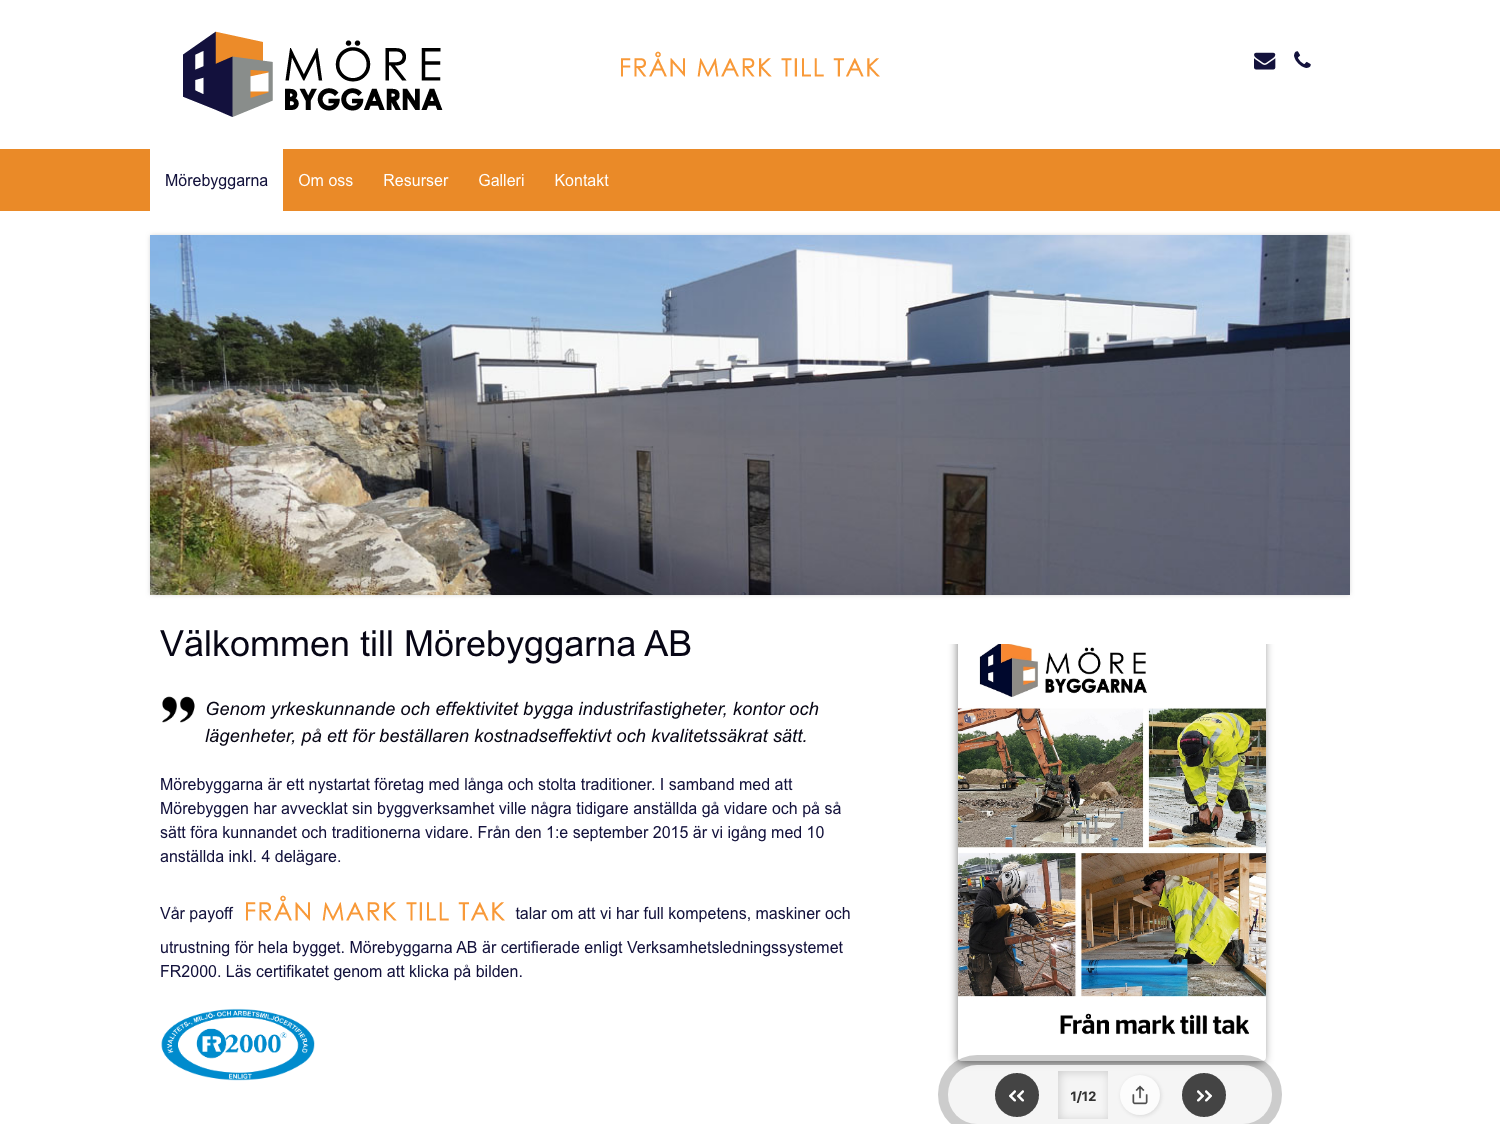 MÖRE
BYGGARNA
FRÅN MARK TILL TAK
Mörebyggarna
Om oss
Resurser
Galleri
Kontakt
Välkommen till Mörebyggarna AB
Genom yrkeskunnande och effektivitet bygga industrifastigheter, kontor och
lägenheter, på ett för beställaren kostnadseffektivt och kvalitetssäkrat sätt.
Mörebyggarna är ett nystartat företag med långa och stolta traditioner. I samband med att
Mörebyggen har avvecklat sin byggverksamhet ville några tidigare anställda gå vidare och på så
sätt föra kunnandet och traditionerna vidare. Från den 1:e september 2015 är vi igång med 10
anställda inkl. 4 delägare.
Vår payoff FRÅN MARK TILL TAK talar om att vi har full kompetens, maskiner och
utrustning för hela bygget. Mörebyggarna AB är certifierade enligt Verksamhetsledningssystemet
FR2000. Läs certifikatet genom att klicka på bilden.
KVALITETS-, MILJÖ- OCH ARBETSMILJÖCERTIFIERAD
FR2000®
ENLIGT
MÖRE
BYGGARNA
Från mark till tak
1/12